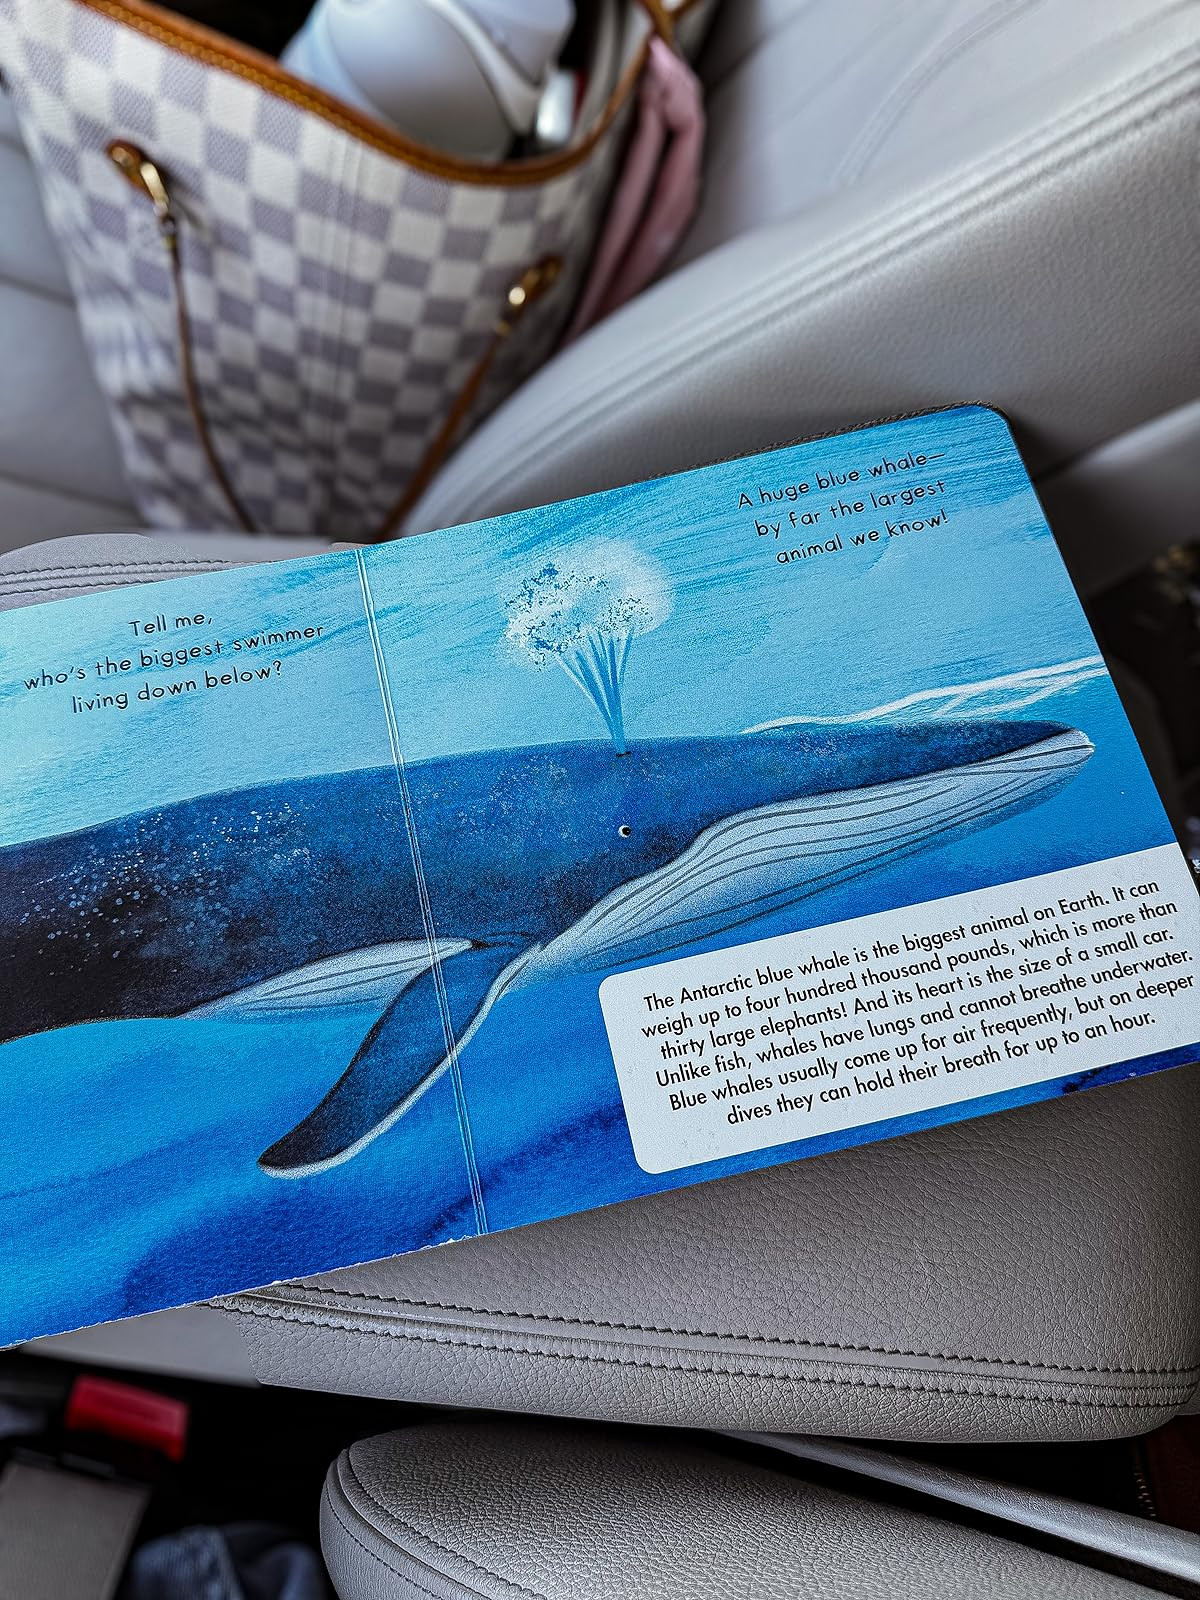 Tell me,
who's the biggest swimmer
living down below?
A huge blue whale—
by far the largest
animal we know!
The Antarctic blue whale is the biggest animal on Earth. It can
weigh up to four hundred thousand pounds, which is more than
thirty large elephants! And its heart is the size of a small car.
Unlike fish, whales have lungs and cannot breathe underwater.
Blue whales usually come up for air frequently, but on deeper
dives they can hold their breath for up to an hour.